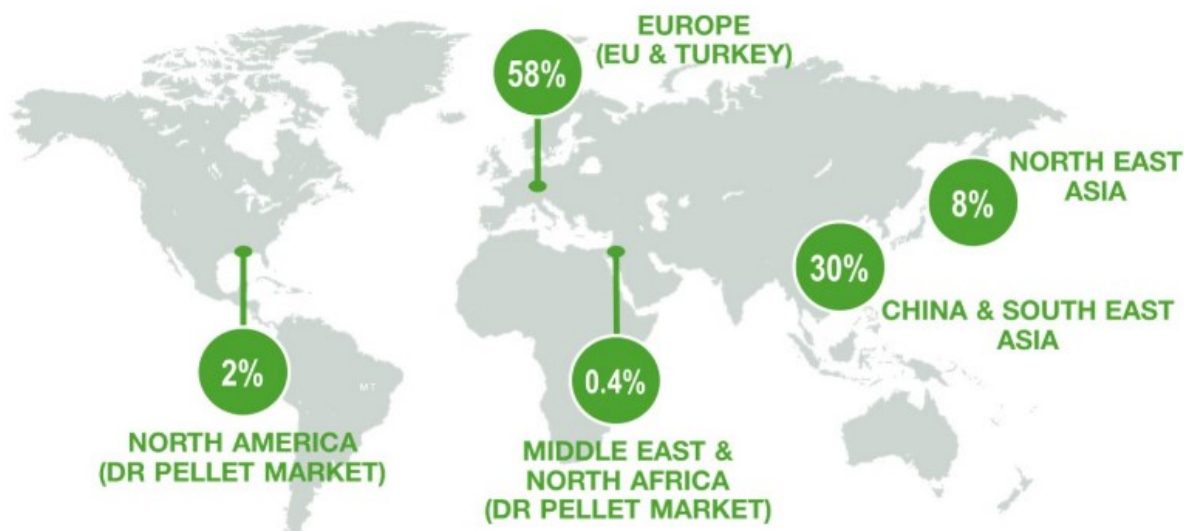 EUROPE
(EU & TURKEY)
58%
NORTH EAST
ASIA
8%
30%
CHINA & SOUTH EAST
ASIA
2%
NORTH AMERICA
(DR PELLET MARKET)
0.4%
MIDDLE EAST &
NORTH AFRICA
(DR PELLET MARKET)
MT